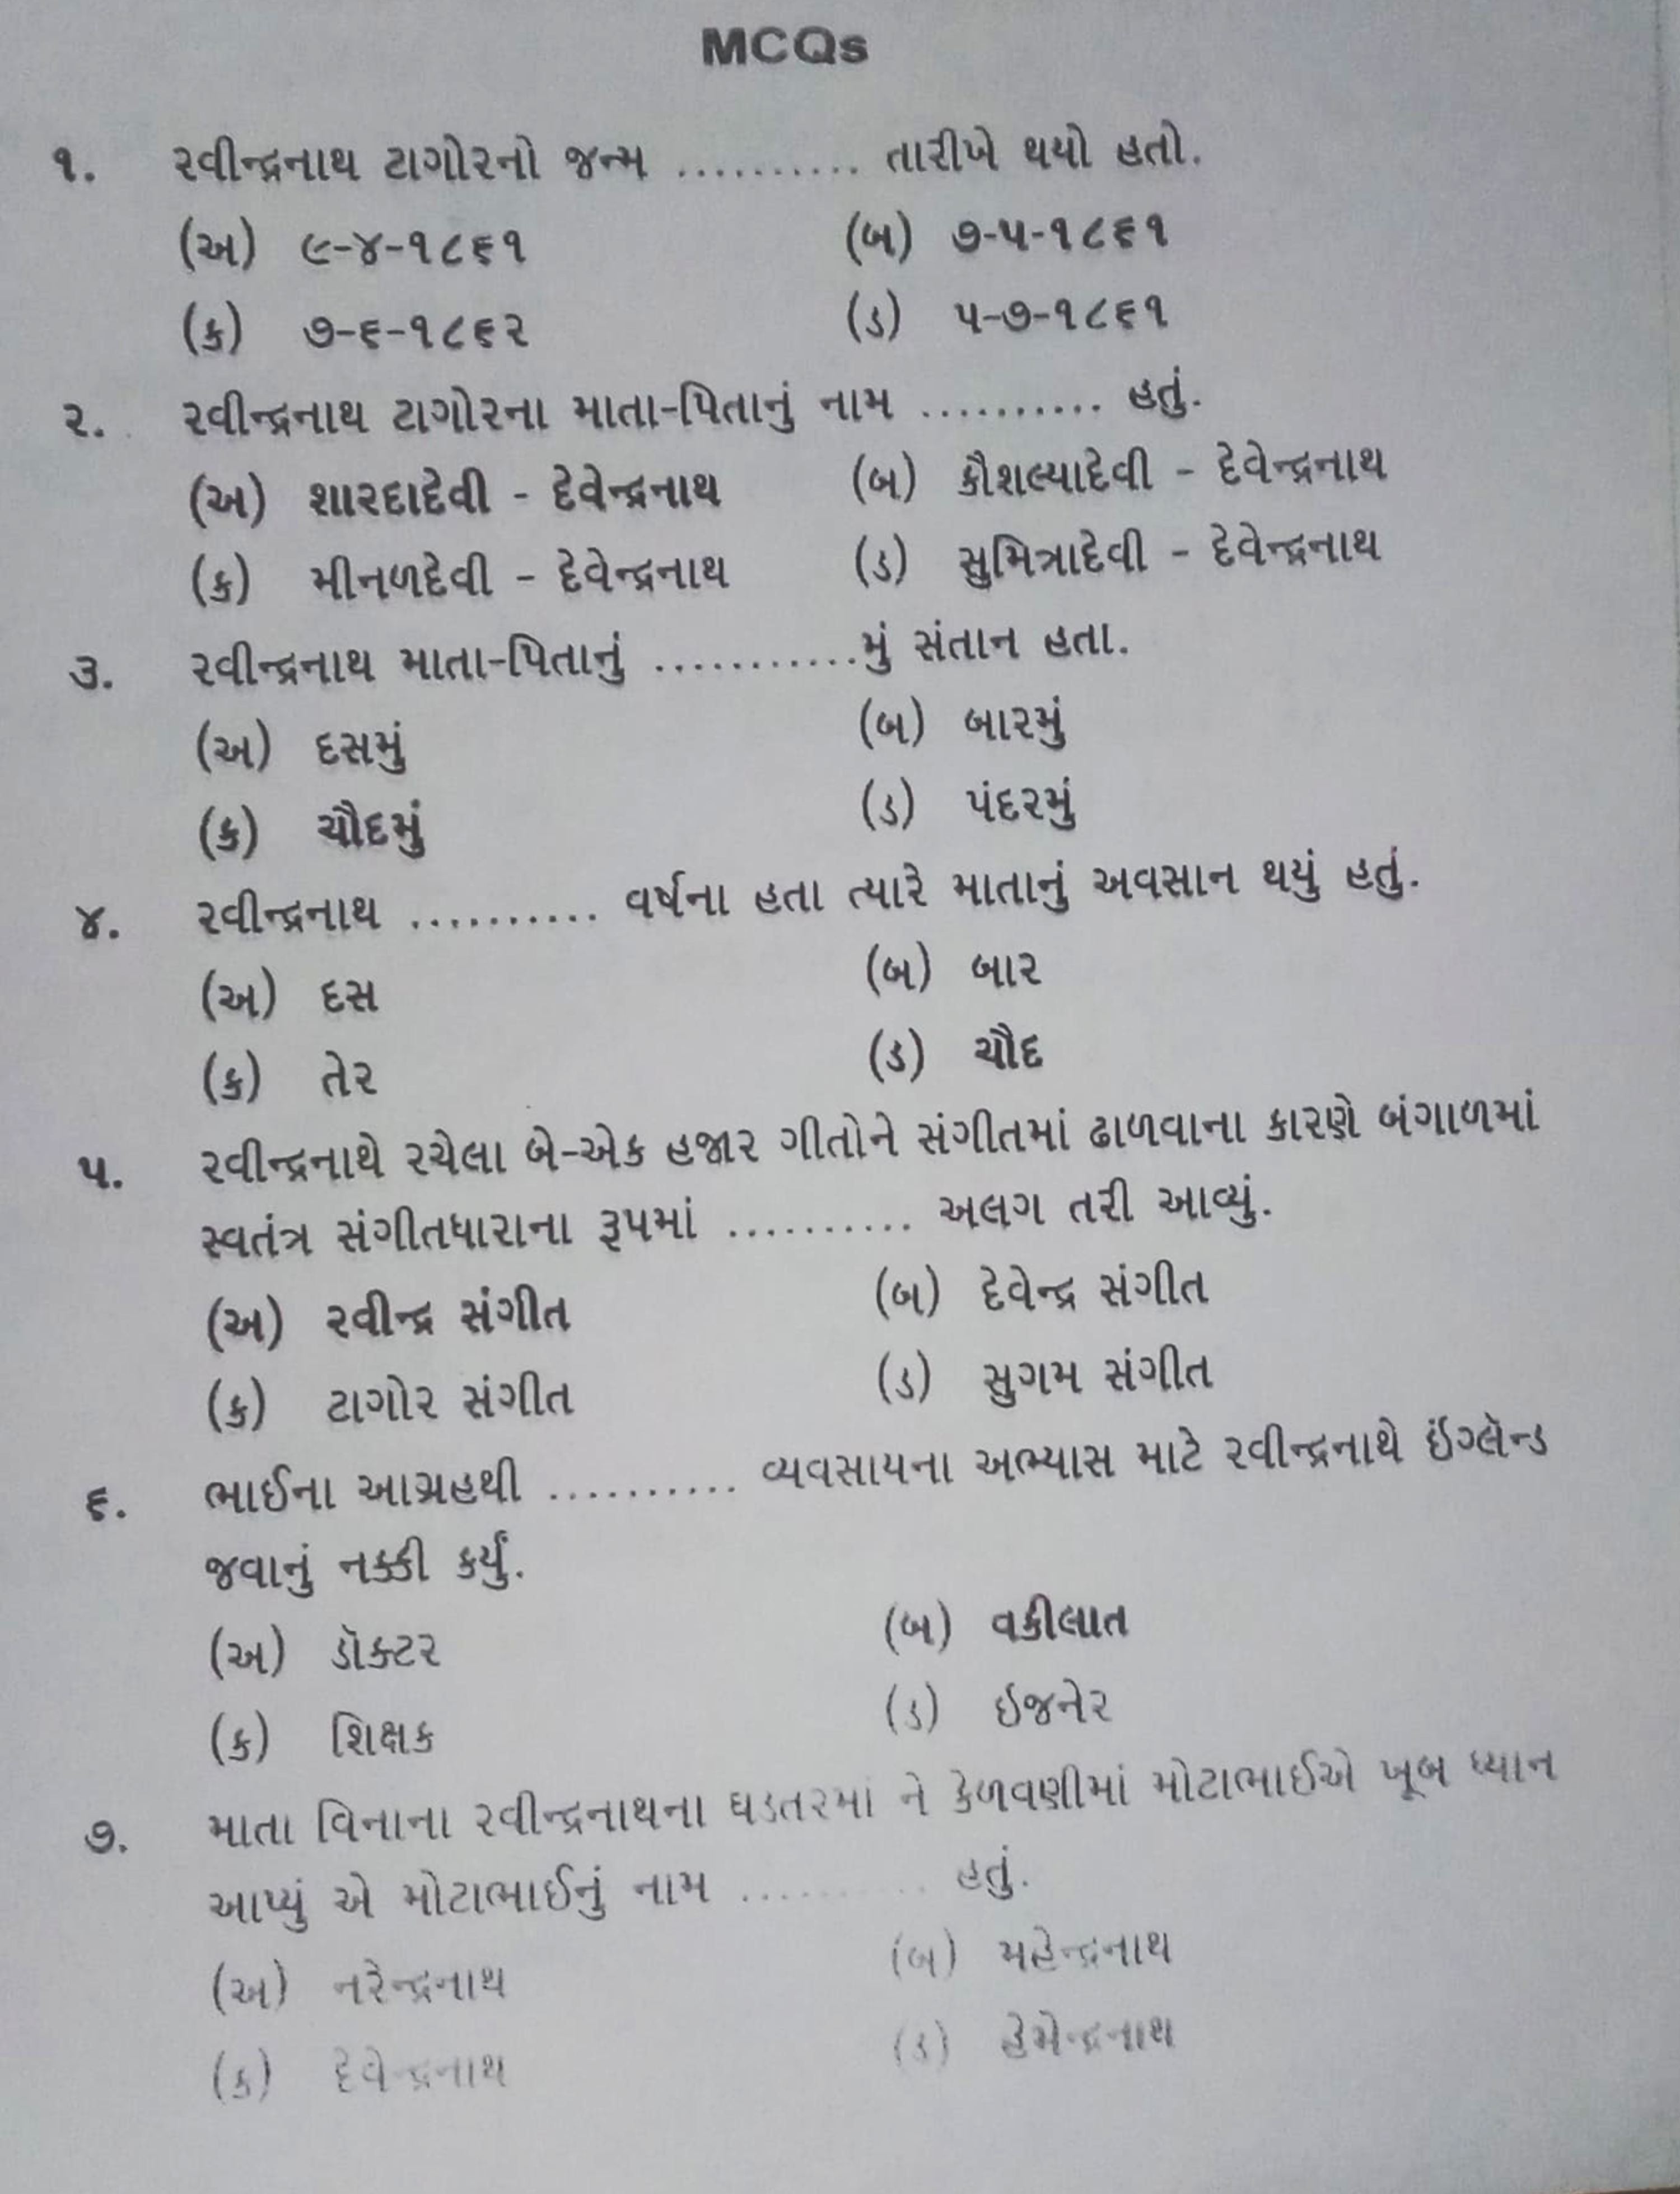 MCQs
૧. રવીન્દ્રનાથ ટાગોરનો જન્મ .......... તારીખે થયો હતો.
(અ) ૯-૪-૧૮૬૧ (બ) ૭-૫-૧૮૬૧
(ક) ૭-૬-૧૮૬૨ (ડ) ૫-૭-૧૮૬૧
૨. રવીન્દ્રનાથ ટાગોરના માતા-પિતાનું નામ .......... હતું.
(અ) શારદાદેવી - દેવેન્દ્રનાથ (બ) કૌશલ્યાદેવી - દેવેન્દ્રનાથ
(ક) મીનળદેવી - દેવેન્દ્રનાથ (ડ) સુમિત્રાદેવી - દેવેન્દ્રનાથ
૩. રવીન્દ્રનાથ માતા-પિતાનું ...........મું સંતાન હતા.
(અ) દસમું (બ) બારમું
(ક) ચૌદમું (ડ) પંદરમું
૪. રવીન્દ્રનાથ .......... વર્ષના હતા ત્યારે માતાનું અવસાન થયું હતું.
(અ) દસ (બ) બાર
(ક) તેર (ડ) ચૌદ
૫. રવીન્દ્રનાથે રચેલા બે-એક હજાર ગીતોને સંગીતમાં ઢાળવાના કારણે બંગાળમાં
સ્વતંત્ર સંગીતધારાના રૂપમાં .......... અલગ તરી આવ્યું.
(અ) રવીન્દ્ર સંગીત (બ) દેવેન્દ્ર સંગીત
(ક) ટાગોર સંગીત (ડ) સુગમ સંગીત
૬. ભાઈના આગ્રહથી .......... વ્યવસાયના અભ્યાસ માટે રવીન્દ્રનાથે ઈંગ્લૅન્ડ
જવાનું નક્કી કર્યું.
(અ) ડૉક્ટર (બ) વકીલાત
(ક) શિક્ષક (ડ) ઈજનેર
૭. માતા વિનાના રવીન્દ્રનાથના ઘડતરમાં ને કેળવણીમાં મોટાભાઈએ ખૂબ ધ્યાન
આપ્યું એ મોટાભાઈનું નામ .......... હતું.
(અ) નરેન્દ્રનાથ (બ) મહેન્દ્રનાથ
(ક) દેવેન્દ્રનાથ (ડ) હેમેન્દ્રનાથ